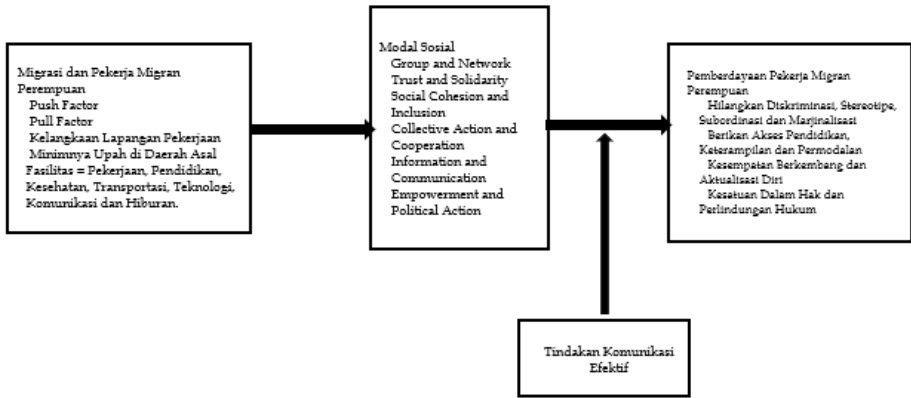 Migrasi dan Pekerja Migran
Perempuan
Push Factor
Pull Factor
Kelangkaan Lapangan Pekerjaan
Minimnya Upah di Daerah Asal
Fasilitas = Pekerjaan, Pendidikan,
Kesehatan, Transportasi, Teknologi,
Komunikasi dan Hiburan.
Modal Sosial
Group and Network
Trust and Solidarity
Social Cohesion and
Inclusion
Collective Action and
Cooperation
Information and
Communication
Empowerment and
Political Action
Pemberdayaan Pekerja Migran
Perempuan
Hilangkan Diskriminasi, Stereotipe,
Subordinasi dan Marjinalisasi
Berikan Akses Pendidikan,
Keterampilan dan Permodalan
Kesempatan Berkembang dan
Aktualisasi Diri
Kesatuan Dalam Hak dan
Perlindungan Hukum
Tindakan Komunikasi
Efektif